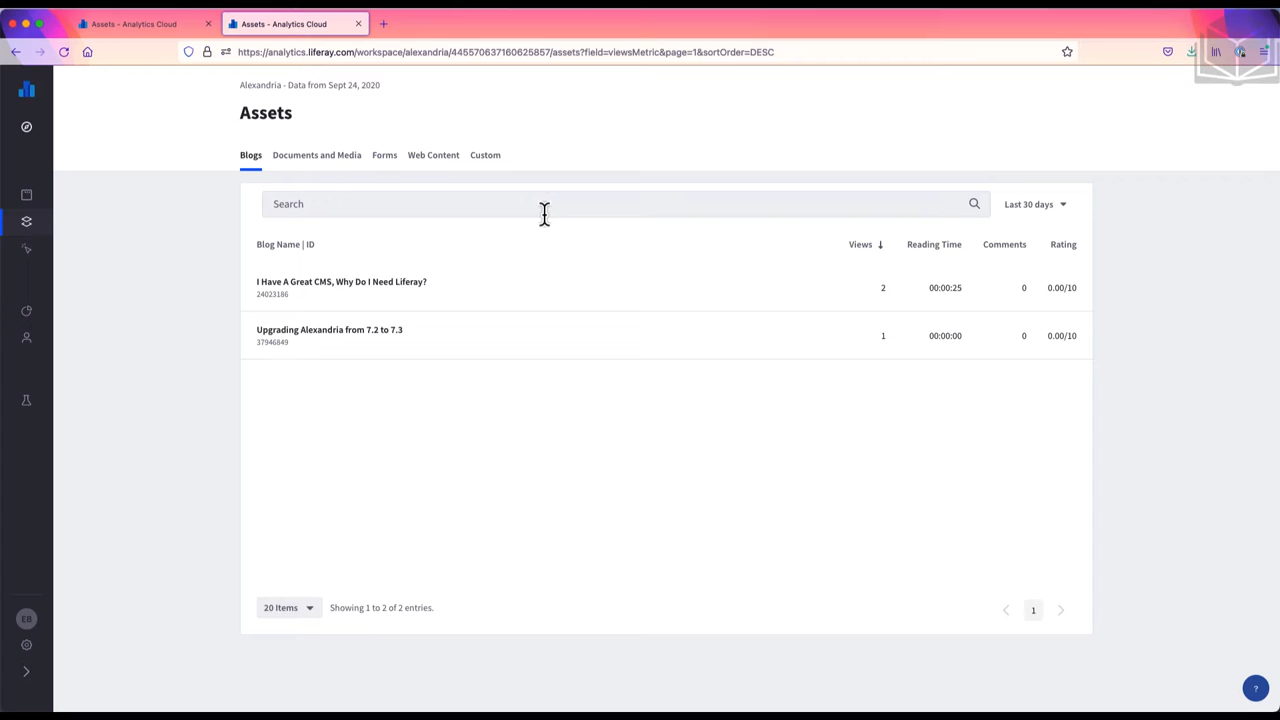 Assets - Analytics Cloud
Assets - Analytics Cloud
https://analytics.liferay.com/workspace/alexandria/445570637160625857/assets?field=viewsMetric&page=1&sortOrder=DESC
Alexandria - Data from Sept 24, 2020
Assets
Blogs Documents and Media Forms Web Content Custom
Search Last 30 days
Blog Name | ID Views Reading Time Comments Rating
I Have A Great CMS, Why Do I Need Liferay?
24023186
2 00:00:25 0 0.00/10
Upgrading Alexandria from 7.2 to 7.3
37946849
1 00:00:00 0 0.00/10
20 Items Showing 1 to 2 of 2 entries. 1
EB
?